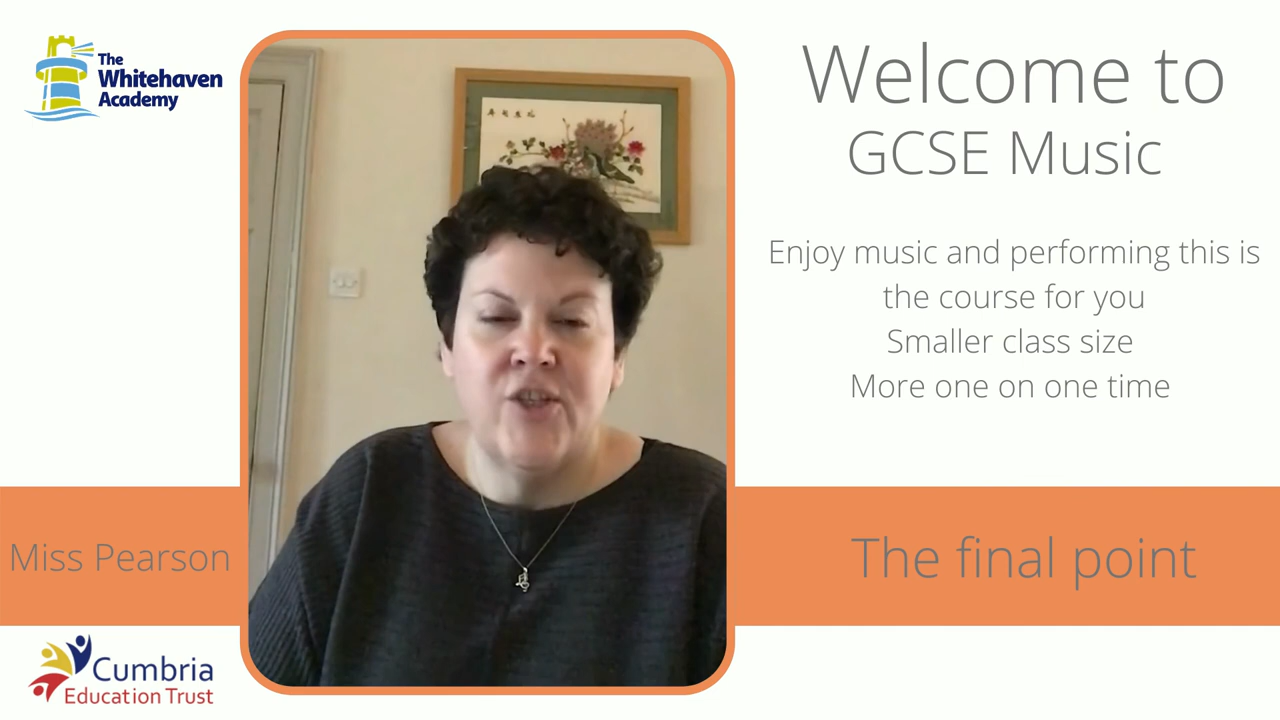 The
Whitehaven
Academy
Welcome to
GCSE Music
Enjoy music and performing this is
the course for you
Smaller class size
More one on one time
Miss Pearson
The final point
Cumbria
Education Trust